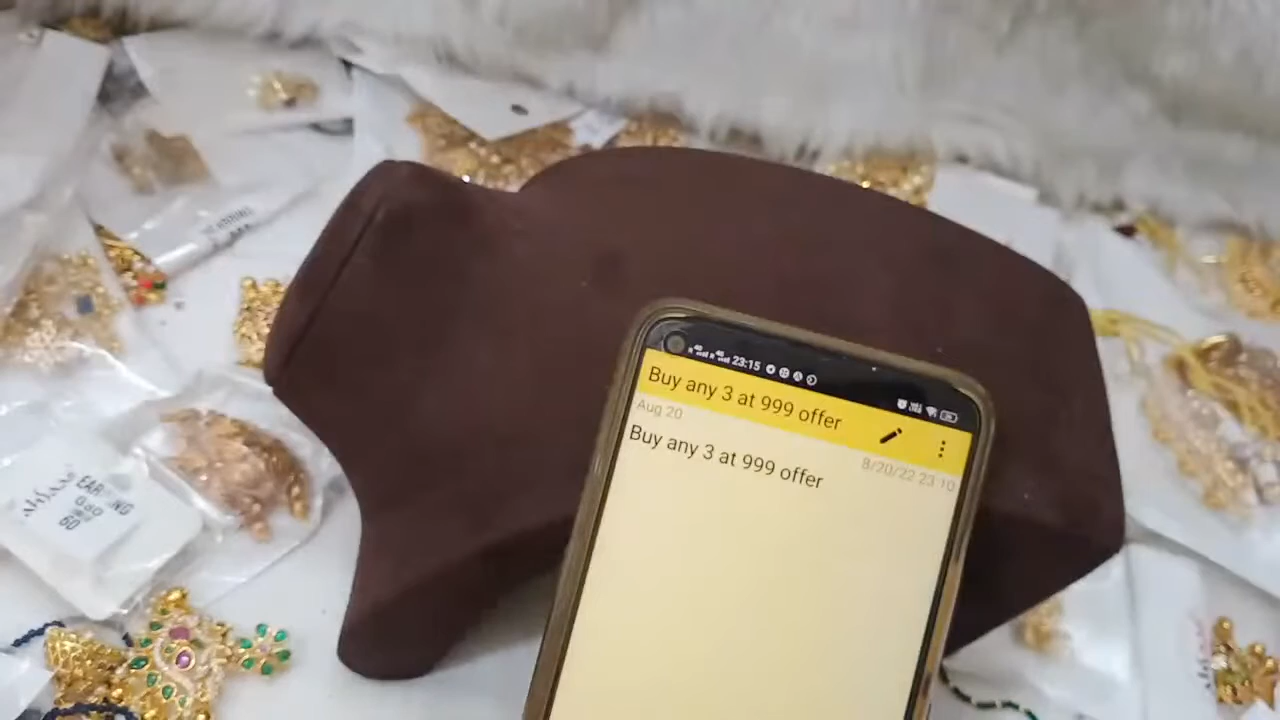 23:15
Buy any 3 at 999 offer
Aug 20
8/20/22 23:10
Buy any 3 at 999 offer